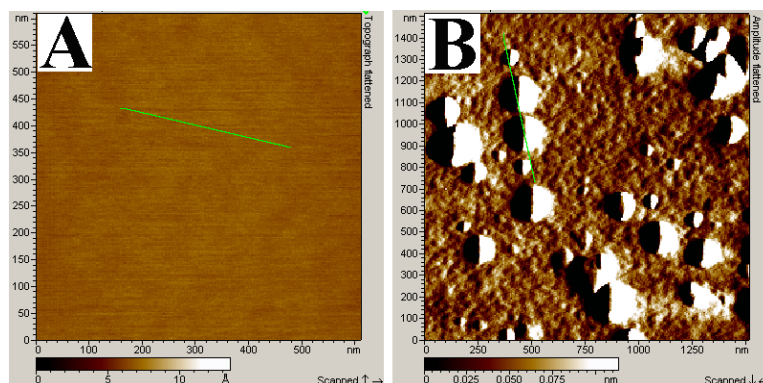 A
nm
550
500
450
400
350
300
250
200
150
100
50
0
0 100 200 300 400 500 nm
0 5 10 Å
Topograph flattened
Scanned ↑ →
B
nm
1400
1300
1200
1100
1000
900
800
700
600
500
400
300
200
100
0
0 250 500 750 1000 1250 nm
0 0.025 0.050 0.075 nm
Amplitude flattened
Scanned ↓ ←